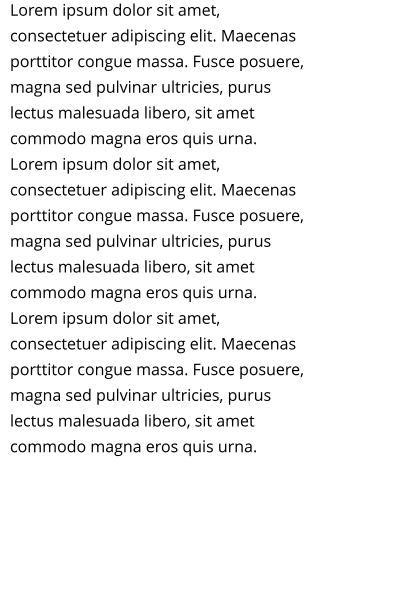 Lorem ipsum dolor sit amet,
consectetuer adipiscing elit. Maecenas
porttitor congue massa. Fusce posuere,
magna sed pulvinar ultricies, purus
lectus malesuada libero, sit amet
commodo magna eros quis urna.
Lorem ipsum dolor sit amet,
consectetuer adipiscing elit. Maecenas
porttitor congue massa. Fusce posuere,
magna sed pulvinar ultricies, purus
lectus malesuada libero, sit amet
commodo magna eros quis urna.
Lorem ipsum dolor sit amet,
consectetuer adipiscing elit. Maecenas
porttitor congue massa. Fusce posuere,
magna sed pulvinar ultricies, purus
lectus malesuada libero, sit amet
commodo magna eros quis urna.